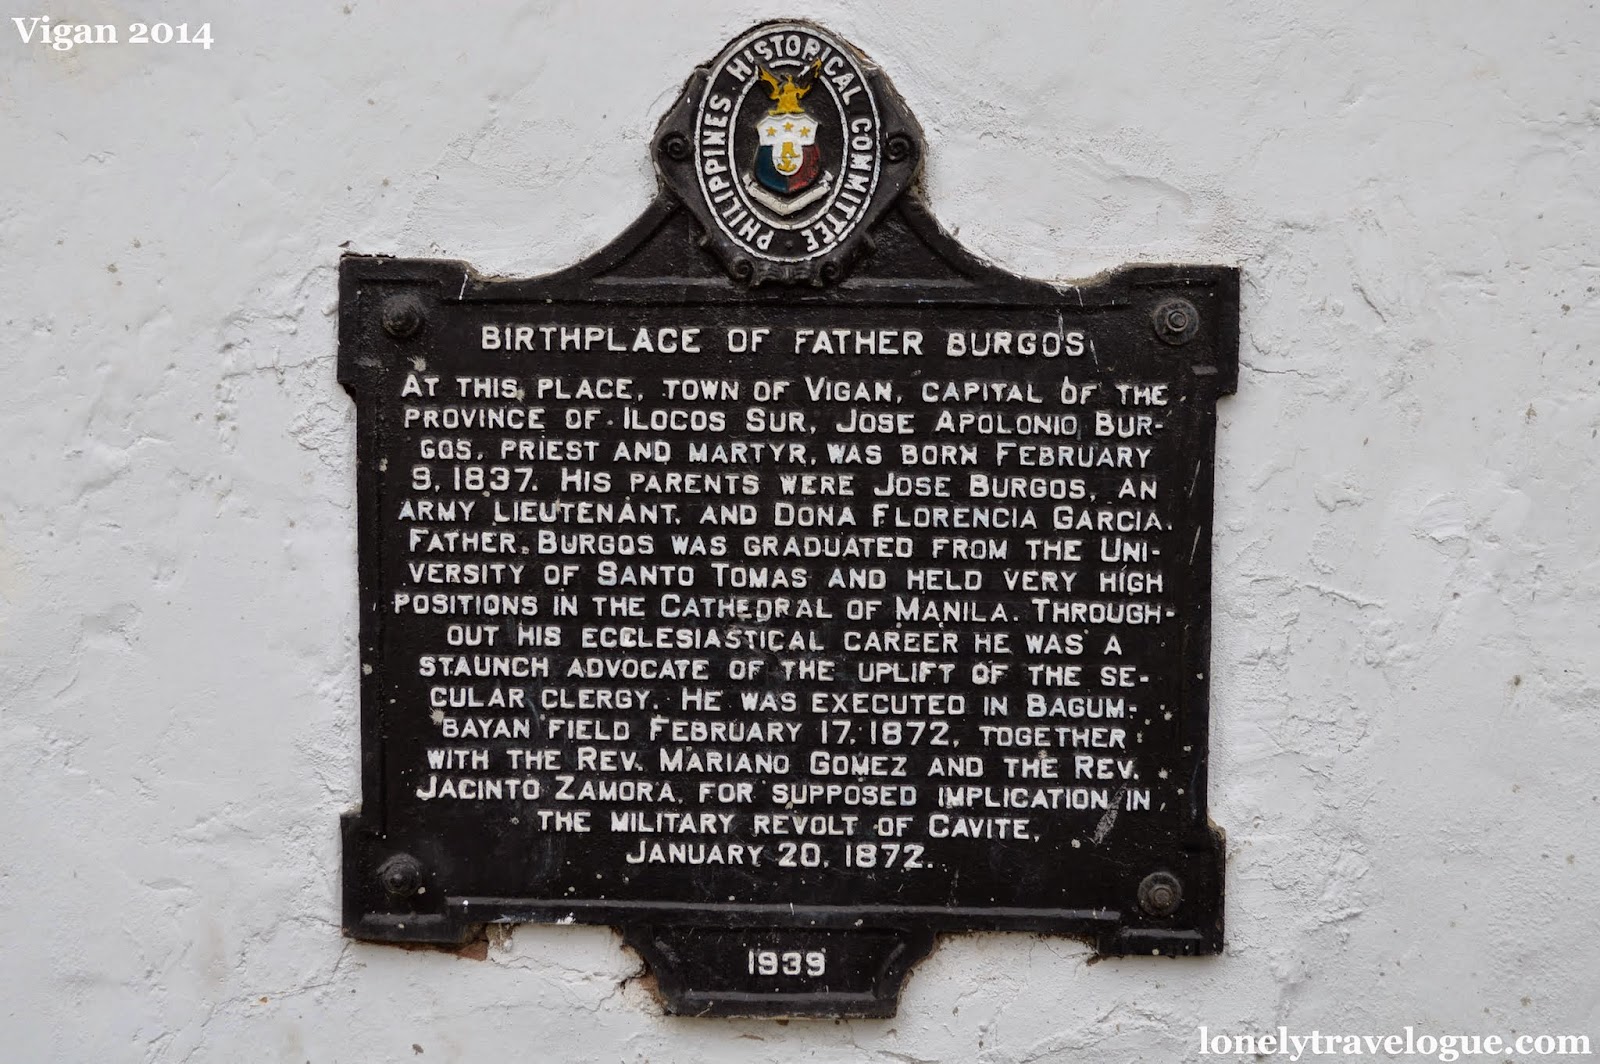 Vigan 2014
PHILIPPINES HISTORICAL COMMITTEE
BIRTHPLACE OF FATHER BURGOS
AT THIS PLACE, TOWN OF VIGAN, CAPITAL OF THE
PROVINCE OF ILOCOS SUR, JOSE APOLONIO BUR-
GOS, PRIEST AND MARTYR, WAS BORN FEBRUARY
9, 1837. HIS PARENTS WERE JOSE BURGOS, AN
ARMY LIEUTENANT, AND DONA FLORENCIA GARCIA.
FATHER BURGOS WAS GRADUATED FROM THE UNI-
VERSITY OF SANTO TOMAS AND HELD VERY HIGH
POSITIONS IN THE CATHEDRAL OF MANILA. THROUGH-
OUT HIS ECCLESIASTICAL CAREER HE WAS A
STAUNCH ADVOCATE OF THE UPLIFT OF THE SE-
CULAR CLERGY. HE WAS EXECUTED IN BAGUM-
BAYAN FIELD FEBRUARY 17, 1872, TOGETHER
WITH THE REV. MARIANO GOMEZ AND THE REV.
JACINTO ZAMORA, FOR SUPPOSED IMPLICATION IN
THE MILITARY REVOLT OF CAVITE,
JANUARY 20, 1872.
1939
lonelytravelogue.com